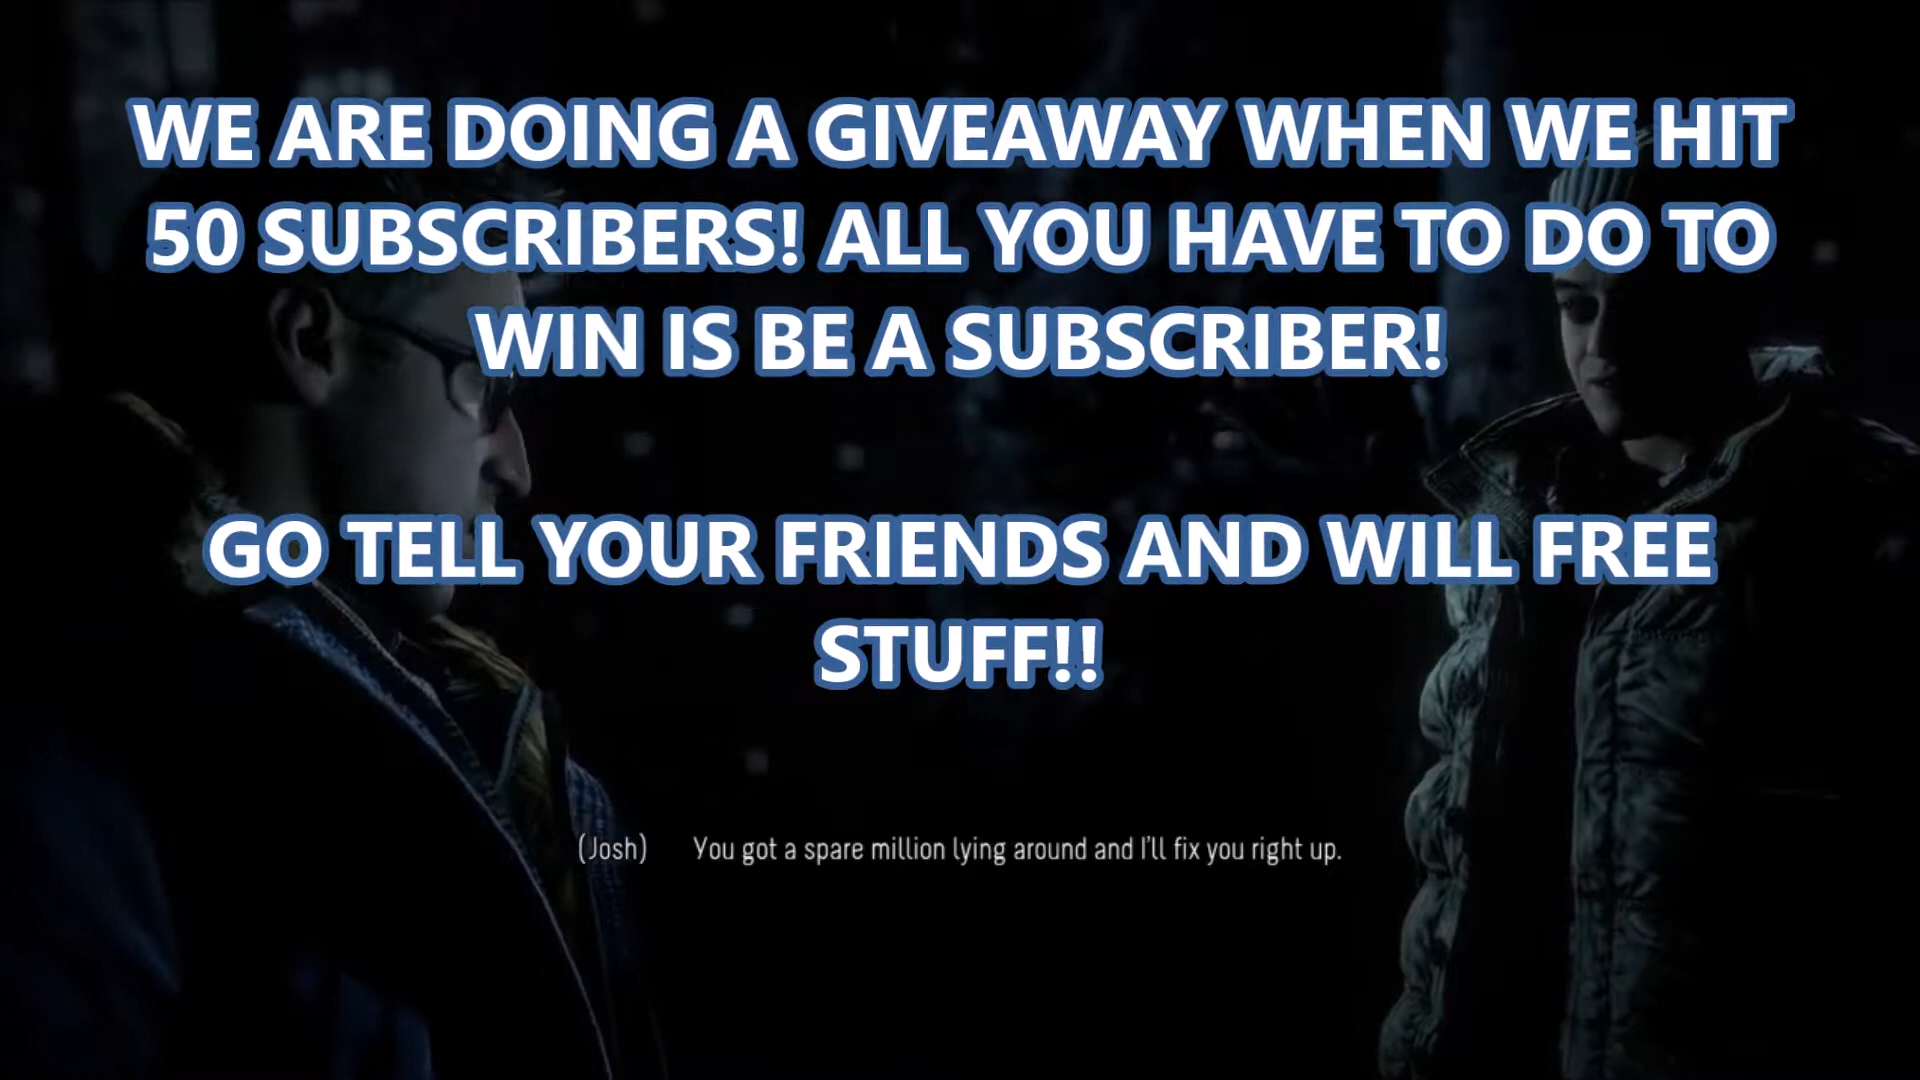 WE ARE DOING A GIVEAWAY WHEN WE HIT
50 SUBSCRIBERS! ALL YOU HAVE TO DO TO
WIN IS BE A SUBSCRIBER!
GO TELL YOUR FRIENDS AND WILL FREE
STUFF!!
(Josh) You got a spare million lying around and I'll fix you right up.